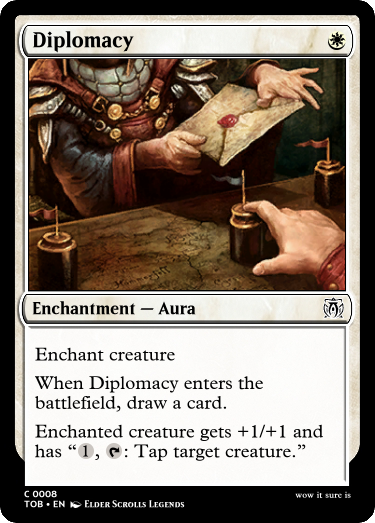 Diplomacy
Enchantment — Aura
Enchant creature
When Diplomacy enters the
battlefield, draw a card.
Enchanted creature gets +1/+1 and
has “1, : Tap target creature.”
C 0008
TOB • EN Elder Scrolls Legends
wow it sure is